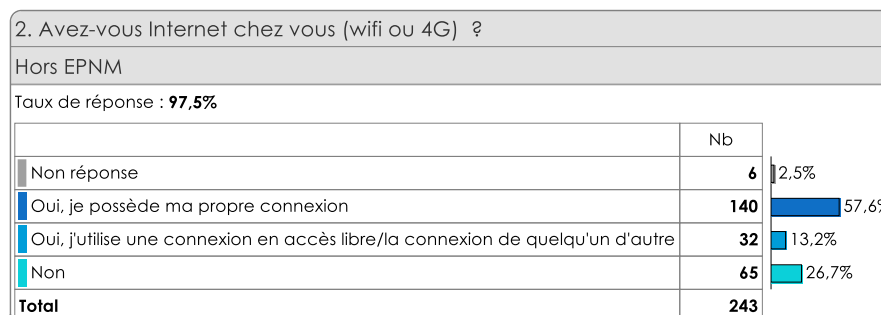 2. Avez-vous Internet chez vous (wifi ou 4G)  ?
Hors EPNM
Taux de réponse : 97,5%
Nb
Non réponse 6 2,5%
Oui, je possède ma propre connexion 140 57,6%
Oui, j'utilise une connexion en accès libre/la connexion de quelqu'un d'autre 32 13,2%
Non 65 26,7%
Total 243